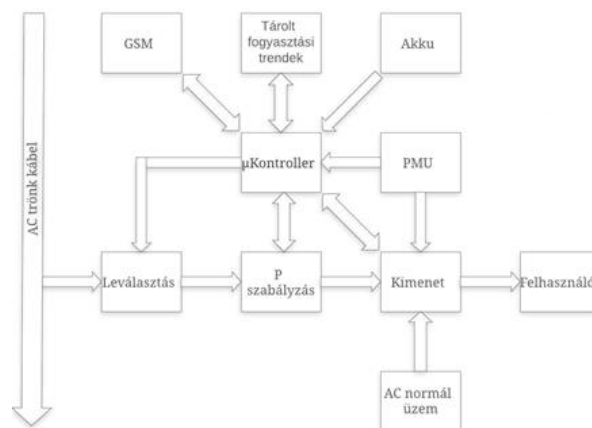 GSM
Tárolt
fogyasztási
trendek
Akku
AC trönk kábel
µKontroller
PMU
Leválasztás
P
szabályzás
Kimenet
Felhasználó
AC normál
üzem